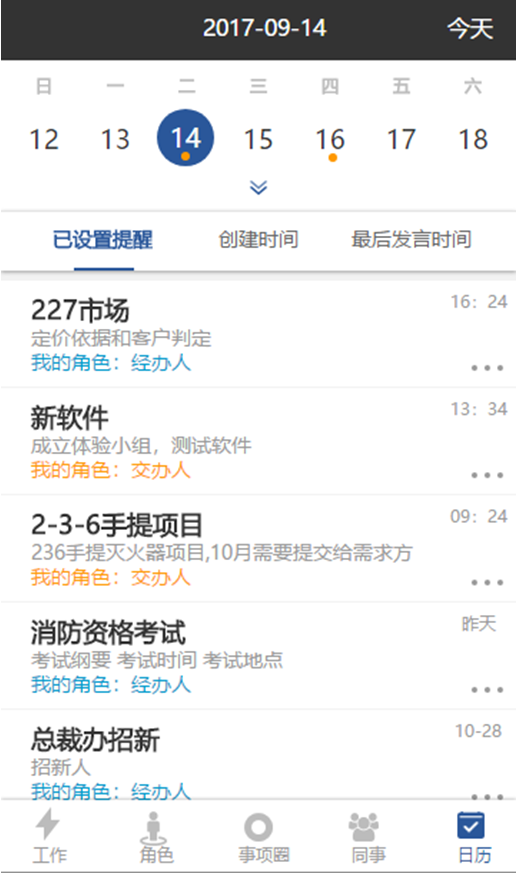 2017-09-14 今天
日 一 二 三 四 五 六
12 13 14 15 16 17 18
已设置提醒 创建时间 最后发言时间
227市场 16：24
定价依据和客户判定
我的角色：经办人
新软件 13：34
成立体验小组，测试软件
我的角色：交办人
2-3-6手提项目 09：24
236手提灭火器项目,10月需要提交给需求方
我的角色：交办人
消防资格考试 昨天
考试纲要 考试时间 考试地点
我的角色：经办人
总裁办招新 10-28
招新人
我的角色：经办人
工作 角色 事项圈 同事 日历